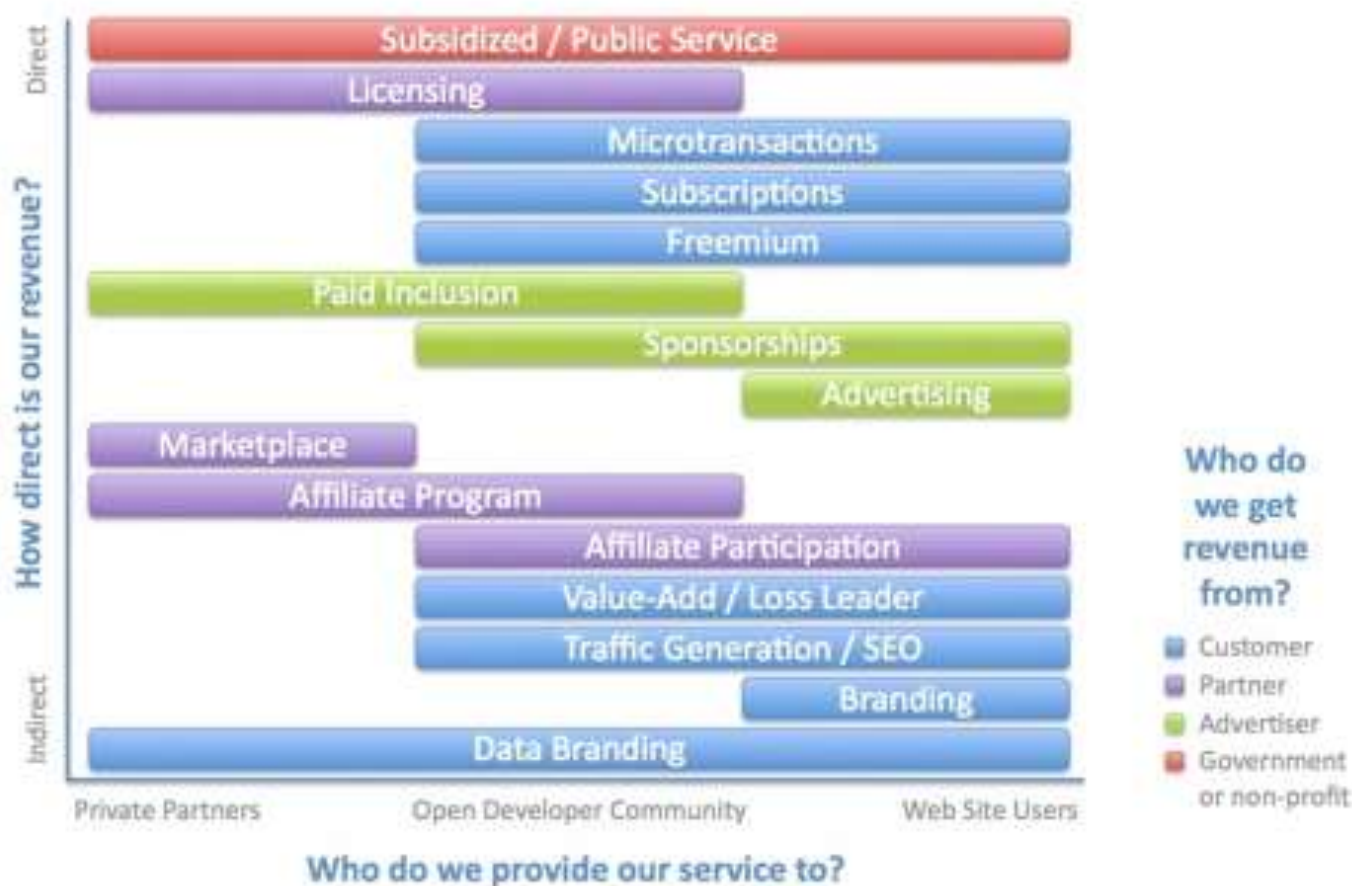 Direct
Subsidized / Public Service
Licensing
Microtransactions
Subscriptions
Freemium
Paid Inclusion
Sponsorships
Advertising
Marketplace
Affiliate Program
Affiliate Participation
Value-Add / Loss Leader
Traffic Generation / SEO
Branding
Data Branding
How direct is our revenue?
Indirect
Private Partners
Open Developer Community
Web Site Users
Who do we provide our service to?
Who do
we get
revenue
from?
Customer
Partner
Advertiser
Government
or non-profit